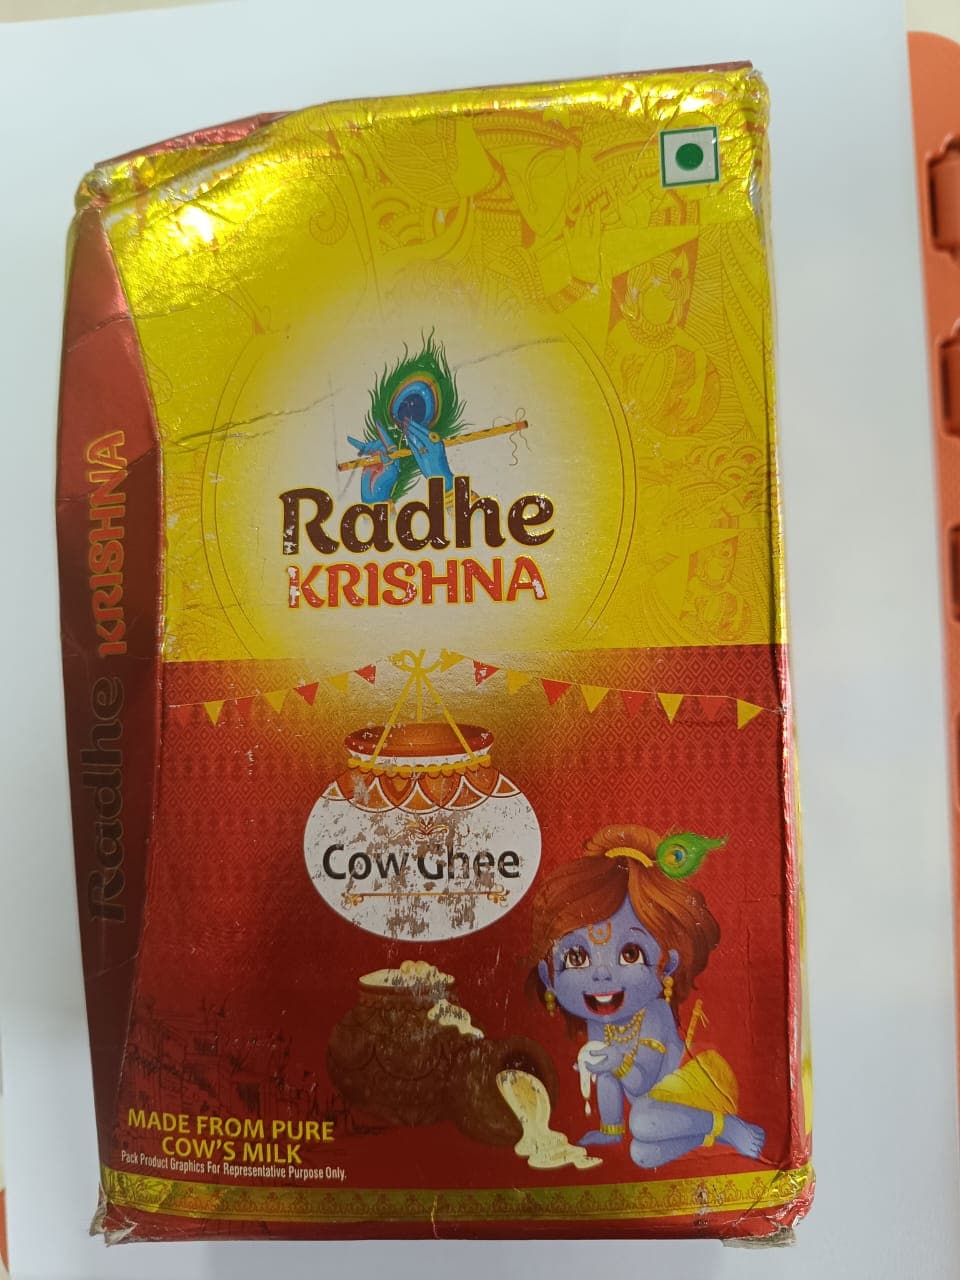 Radhe
KRISHNA
Cow Ghee
MADE FROM PURE
COW'S MILK
Pack Product Graphics For Representative Purpose Only.
Radhe KRISHNA